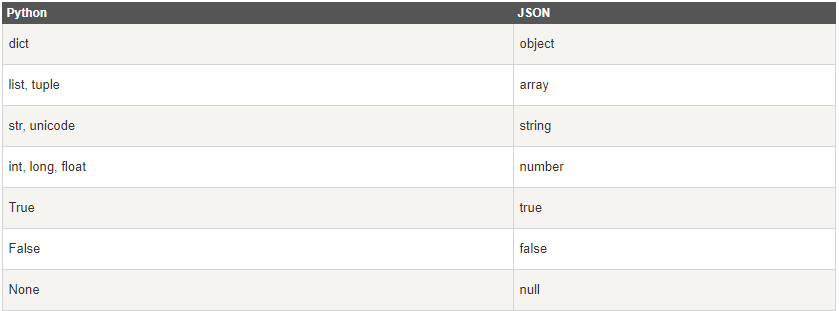 Python JSON
dict object
list, tuple array
str, unicode string
int, long, float number
True true
False false
None null